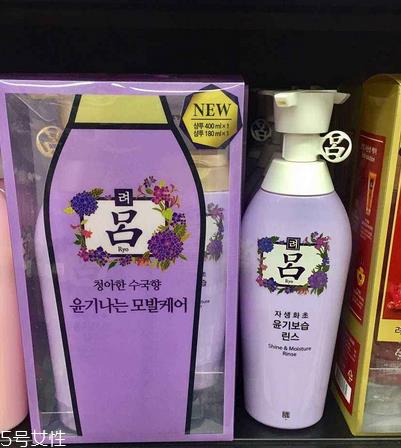 NEW
샴푸 400ml x 1
샴푸 180ml x 1
려
呂
Ryo
청아한 수국향
윤기나는 모발케어
呂
려
呂
Ryo
자생화초
윤기보습
린스
Shine & Moisture
Rinse
5号女性